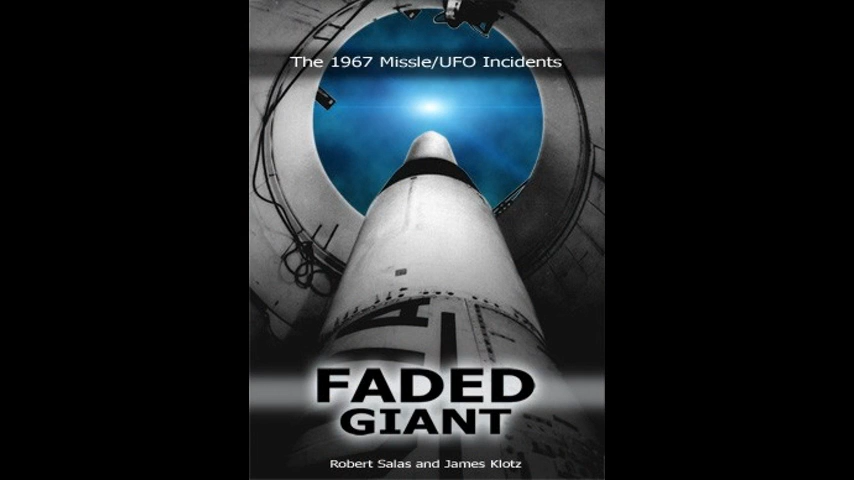 The 1967 Missle/UFO Incidents
FADED
GIANT
Robert Salas and James Klotz